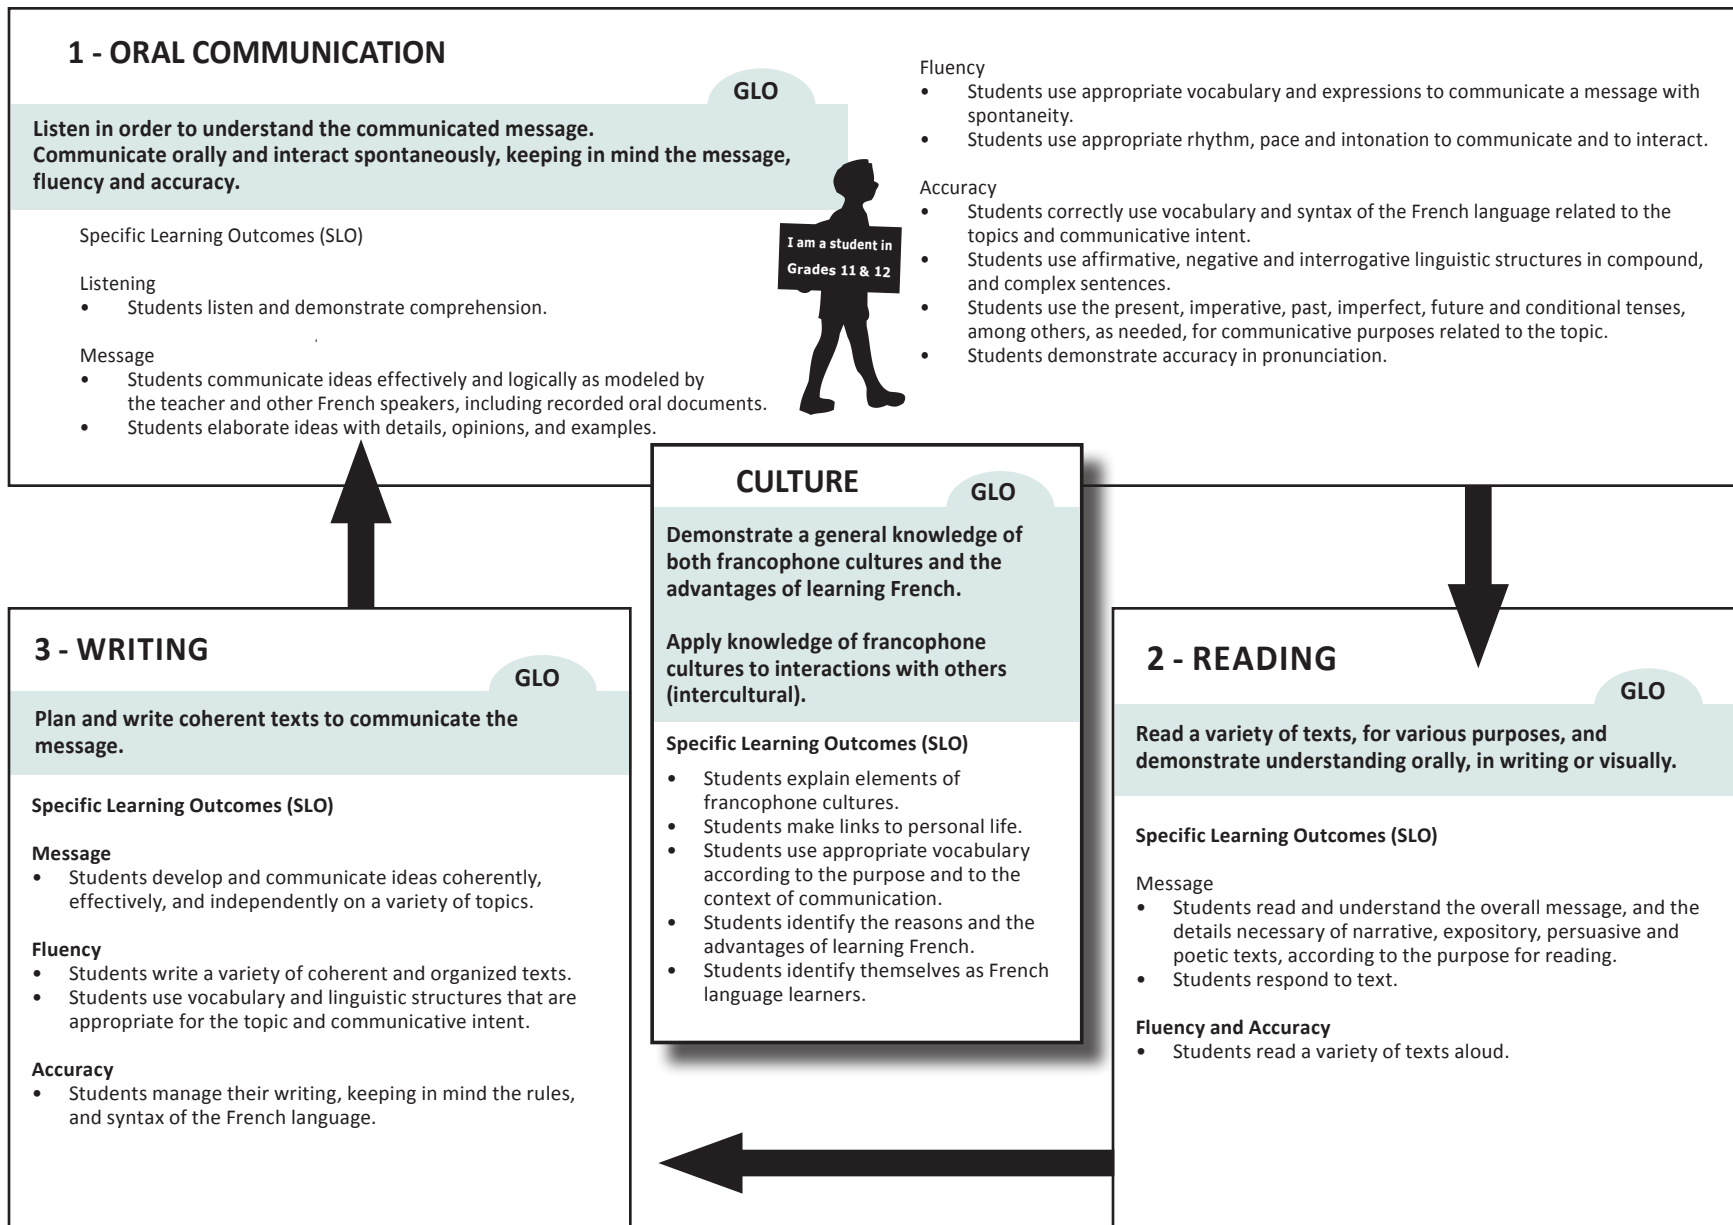 1 - ORAL COMMUNICATION
GLO
Listen in order to understand the communicated message.
Communicate orally and interact spontaneously, keeping in mind the message,
fluency and accuracy.
Specific Learning Outcomes (SLO)
Listening
• Students listen and demonstrate comprehension.
Message
• Students communicate ideas effectively and logically as modeled by
the teacher and other French speakers, including recorded oral documents.
• Students elaborate ideas with details, opinions, and examples.
I am a student in
Grades 11 & 12
Fluency
• Students use appropriate vocabulary and expressions to communicate a message with
spontaneity.
• Students use appropriate rhythm, pace and intonation to communicate and to interact.
Accuracy
• Students correctly use vocabulary and syntax of the French language related to the
topics and communicative intent.
• Students use affirmative, negative and interrogative linguistic structures in compound,
and complex sentences.
• Students use the present, imperative, past, imperfect, future and conditional tenses,
among others, as needed, for communicative purposes related to the topic.
• Students demonstrate accuracy in pronunciation.
CULTURE
GLO
Demonstrate a general knowledge of
both francophone cultures and the
advantages of learning French.
Apply knowledge of francophone
cultures to interactions with others
(intercultural).
Specific Learning Outcomes (SLO)
• Students explain elements of
francophone cultures.
• Students make links to personal life.
• Students use appropriate vocabulary
according to the purpose and to the
context of communication.
• Students identify the reasons and the
advantages of learning French.
• Students identify themselves as French
language learners.
2 - READING
GLO
Read a variety of texts, for various purposes, and
demonstrate understanding orally, in writing or visually.
Specific Learning Outcomes (SLO)
Message
• Students read and understand the overall message, and the
details necessary of narrative, expository, persuasive and
poetic texts, according to the purpose for reading.
• Students respond to text.
Fluency and Accuracy
• Students read a variety of texts aloud.
3 - WRITING
GLO
Plan and write coherent texts to communicate the
message.
Specific Learning Outcomes (SLO)
Message
• Students develop and communicate ideas coherently,
effectively, and independently on a variety of topics.
Fluency
• Students write a variety of coherent and organized texts.
• Students use vocabulary and linguistic structures that are
appropriate for the topic and communicative intent.
Accuracy
• Students manage their writing, keeping in mind the rules,
and syntax of the French language.